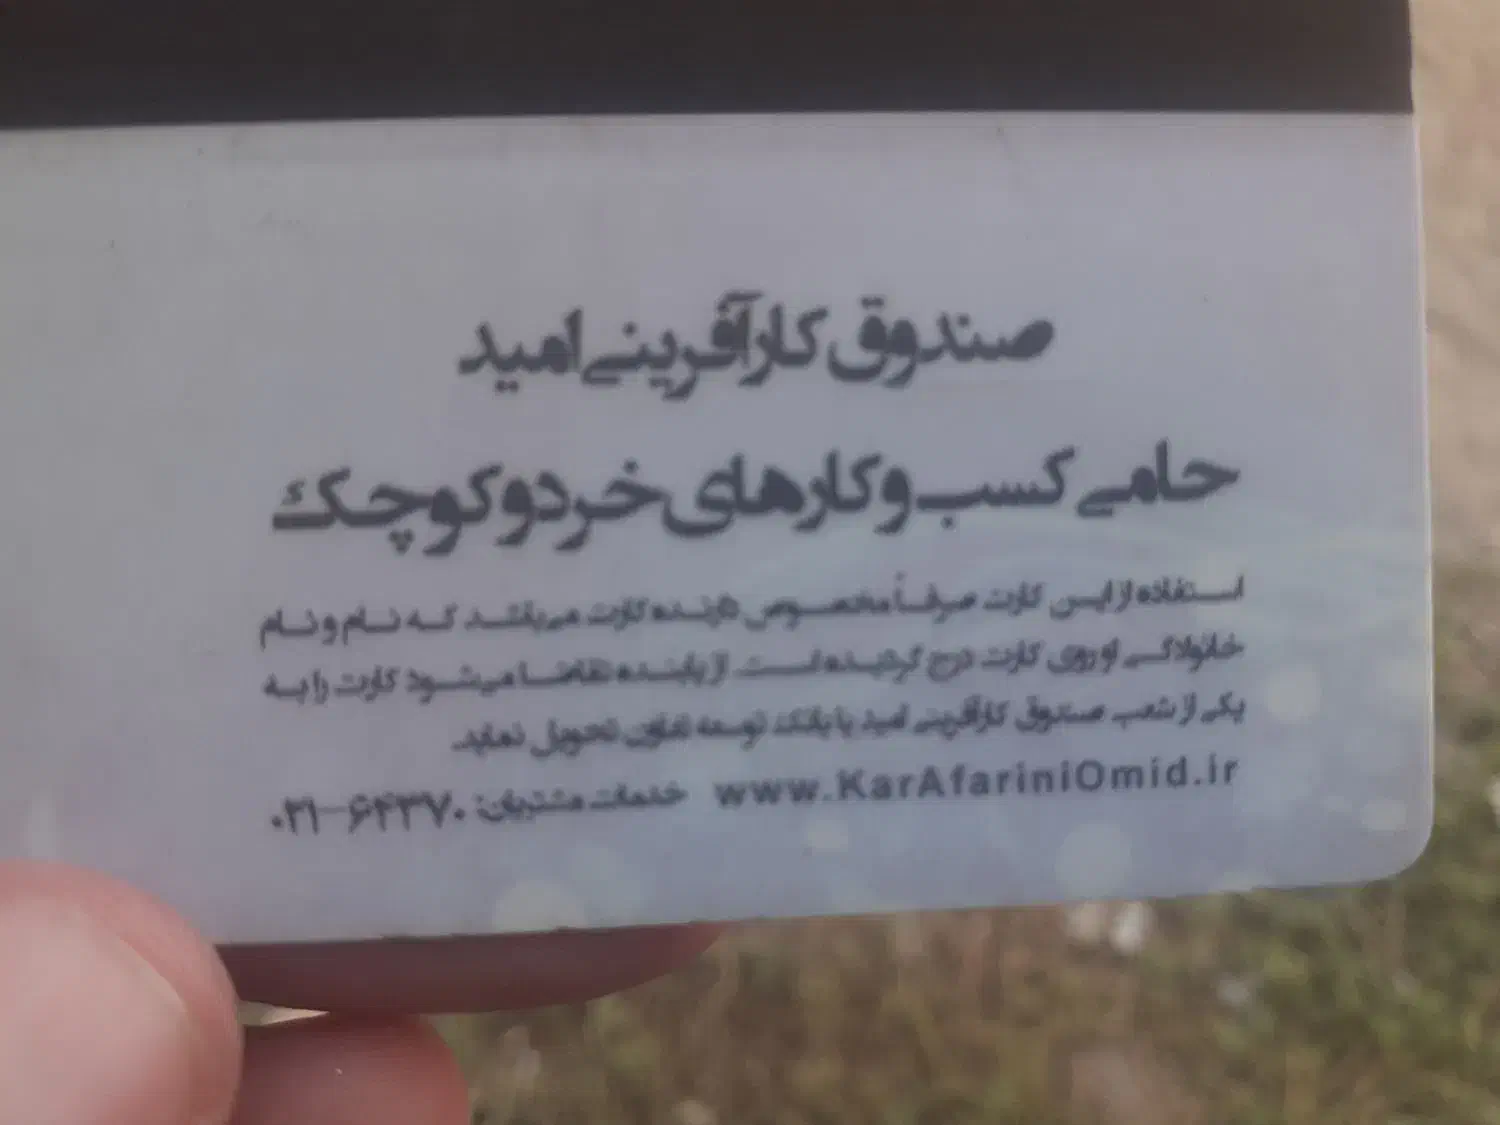 صندوق کارآفرینی امید
حامی کسب و کارهای خرد و کوچک
استفاده از این کارت صرفاً مخصوص دارنده کارت می‌باشد که نام و نام
خانوادگی او روی کارت درج گردیده است. از یابنده تقاضا میشود کارت را به
یکی از شعب صندوق کارآفرینی امید یا بانک توسعه تعاون تحویل نماید.
www.KarAfariniOmid.ir خدمات مشتریان: ۰۲۱-۶۴۳۷۰